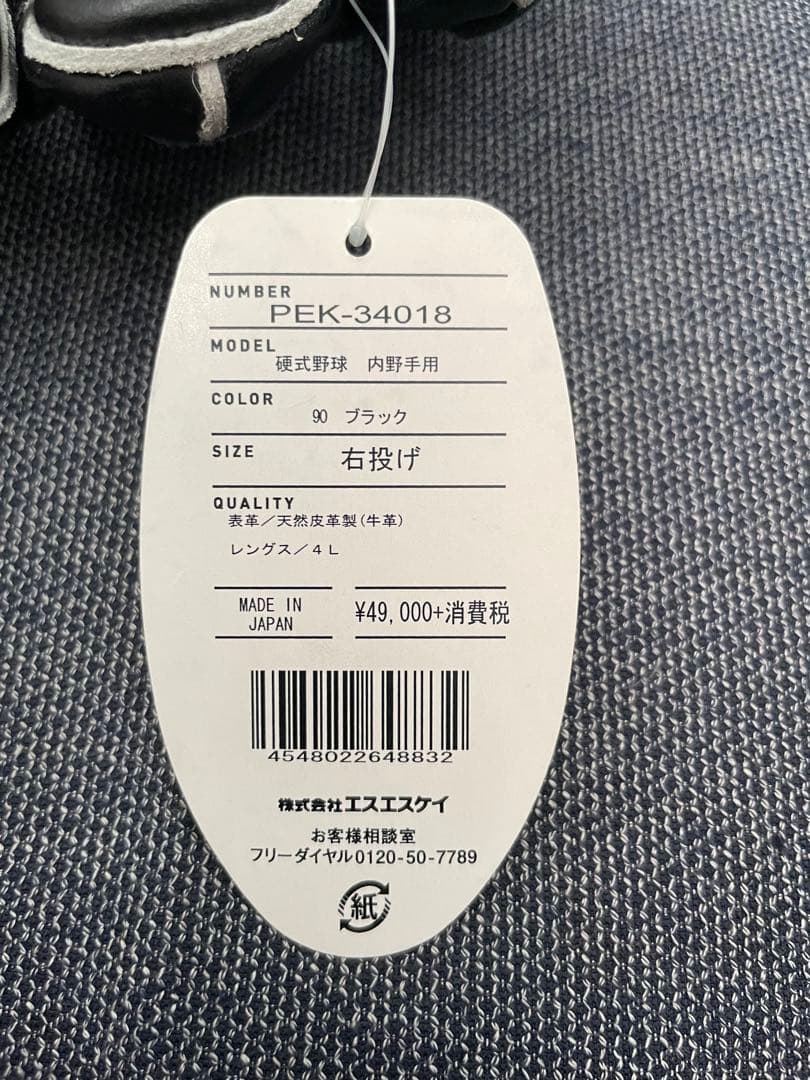 NUMBER
PEK-34018
MODEL
硬式野球 内野手用
COLOR
90 ブラック
SIZE
右投げ
QUALITY
表革／天然皮革製(牛革)
レングス／４Ｌ
MADE IN
JAPAN
¥49,000+消費税
4548022648832
株式会社エスエスケイ
お客様相談室
フリーダイヤル0120-50-7789
紙